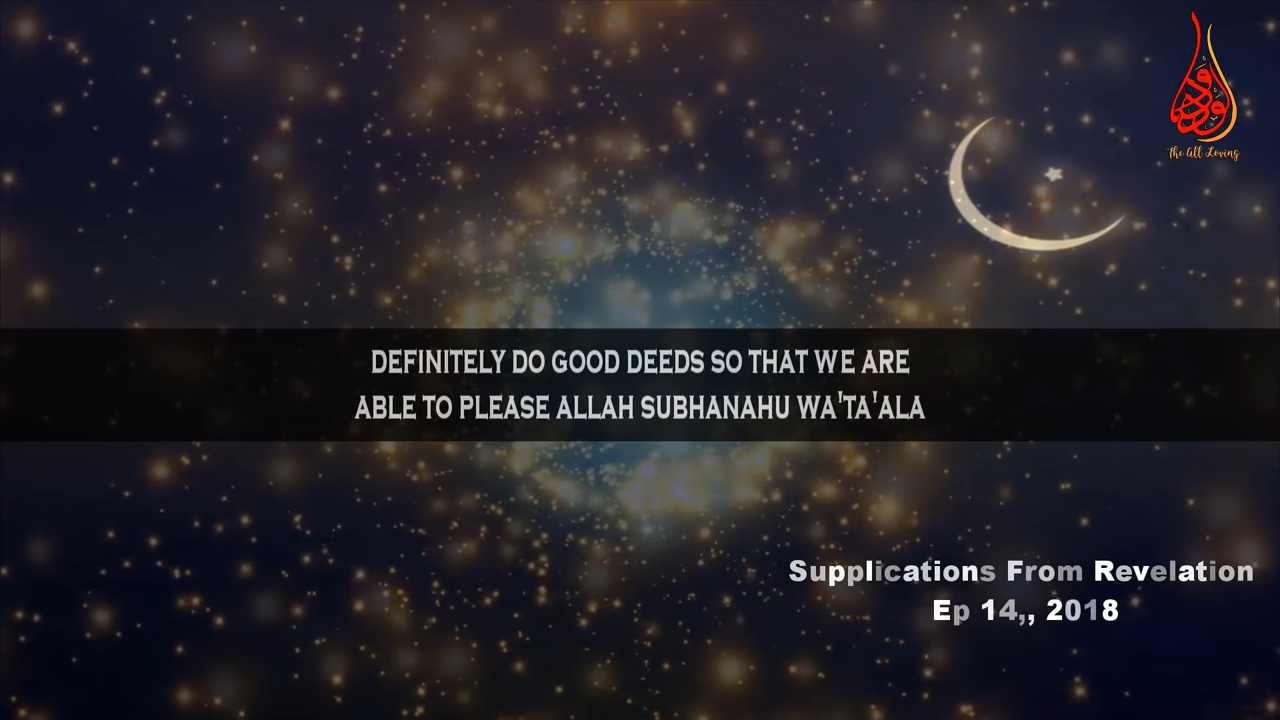 الودود
The All Loving
DEFINITELY DO GOOD DEEDS SO THAT WE ARE
ABLE TO PLEASE ALLAH SUBHANAHU WA'TA'ALA
Supplications From Revelation
Ep 14,, 2018